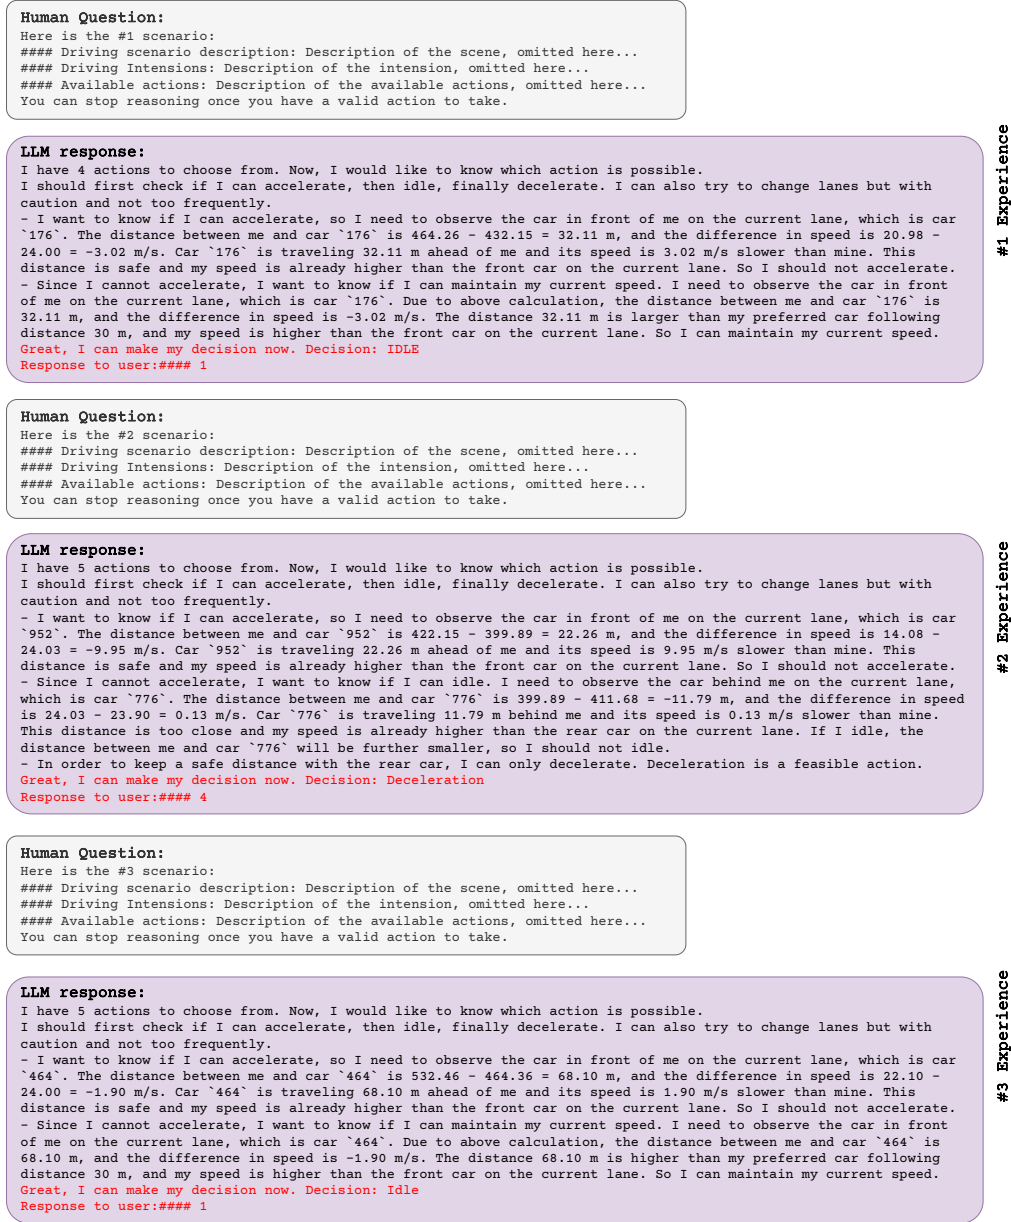 Human Question:
Here is the #1 scenario:
#### Driving scenario description: Description of the scene, omitted here...
#### Driving Intensions: Description of the intension, omitted here...
#### Available actions: Description of the available actions, omitted here...
You can stop reasoning once you have a valid action to take.
#1 Experience
LLM response:
I have 4 actions to choose from. Now, I would like to know which action is possible.
I should first check if I can accelerate, then idle, finally decelerate. I can also try to change lanes but with
caution and not too frequently.
- I want to know if I can accelerate, so I need to observe the car in front of me on the current lane, which is car
`176`. The distance between me and car `176` is 464.26 - 432.15 = 32.11 m, and the difference in speed is 20.98 -
24.00 = -3.02 m/s. Car `176` is traveling 32.11 m ahead of me and its speed is 3.02 m/s slower than mine. This
distance is safe and my speed is already higher than the front car on the current lane. So I should not accelerate.
- Since I cannot accelerate, I want to know if I can maintain my current speed. I need to observe the car in front
of me on the current lane, which is car `176`. Due to above calculation, the distance between me and car `176` is
32.11 m, and the difference in speed is -3.02 m/s. The distance 32.11 m is larger than my preferred car following
distance 30 m, and my speed is higher than the front car on the current lane. So I can maintain my current speed.
Great, I can make my decision now. Decision: IDLE
Response to user:#### 1
Human Question:
Here is the #2 scenario:
#### Driving scenario description: Description of the scene, omitted here...
#### Driving Intensions: Description of the intension, omitted here...
#### Available actions: Description of the available actions, omitted here...
You can stop reasoning once you have a valid action to take.
#2 Experience
LLM response:
I have 5 actions to choose from. Now, I would like to know which action is possible.
I should first check if I can accelerate, then idle, finally decelerate. I can also try to change lanes but with
caution and not too frequently.
- I want to know if I can accelerate, so I need to observe the car in front of me on the current lane, which is car
`952`. The distance between me and car `952` is 422.15 - 399.89 = 22.26 m, and the difference in speed is 14.08 -
24.03 = -9.95 m/s. Car `952` is traveling 22.26 m ahead of me and its speed is 9.95 m/s slower than mine. This
distance is safe and my speed is already higher than the front car on the current lane. So I should not accelerate.
- Since I cannot accelerate, I want to know if I can idle. I need to observe the car behind me on the current lane,
which is car `776`. The distance between me and car `776` is 399.89 - 411.68 = -11.79 m, and the difference in speed
is 24.03 - 23.90 = 0.13 m/s. Car `776` is traveling 11.79 m behind me and its speed is 0.13 m/s slower than mine.
This distance is too close and my speed is already higher than the rear car on the current lane. If I idle, the
distance between me and car `776` will be further smaller, so I should not idle.
- In order to keep a safe distance with the rear car, I can only decelerate. Deceleration is a feasible action.
Great, I can make my decision now. Decision: Deceleration
Response to user:#### 4
Human Question:
Here is the #3 scenario:
#### Driving scenario description: Description of the scene, omitted here...
#### Driving Intensions: Description of the intension, omitted here...
#### Available actions: Description of the available actions, omitted here...
You can stop reasoning once you have a valid action to take.
#3 Experience
LLM response:
I have 5 actions to choose from. Now, I would like to know which action is possible.
I should first check if I can accelerate, then idle, finally decelerate. I can also try to change lanes but with
caution and not too frequently.
- I want to know if I can accelerate, so I need to observe the car in front of me on the current lane, which is car
`464`. The distance between me and car `464` is 532.46 - 464.36 = 68.10 m, and the difference in speed is 22.10 -
24.00 = -1.90 m/s. Car `464` is traveling 68.10 m ahead of me and its speed is 1.90 m/s slower than mine. This
distance is safe and my speed is already higher than the front car on the current lane. So I should not accelerate.
- Since I cannot accelerate, I want to know if I can maintain my current speed. I need to observe the car in front
of me on the current lane, which is car `464`. Due to above calculation, the distance between me and car `464` is
68.10 m, and the difference in speed is -1.90 m/s. The distance 68.10 m is higher than my preferred car following
distance 30 m, and my speed is higher than the front car on the current lane. So I can maintain my current speed.
Great, I can make my decision now. Decision: Idle
Response to user:#### 1